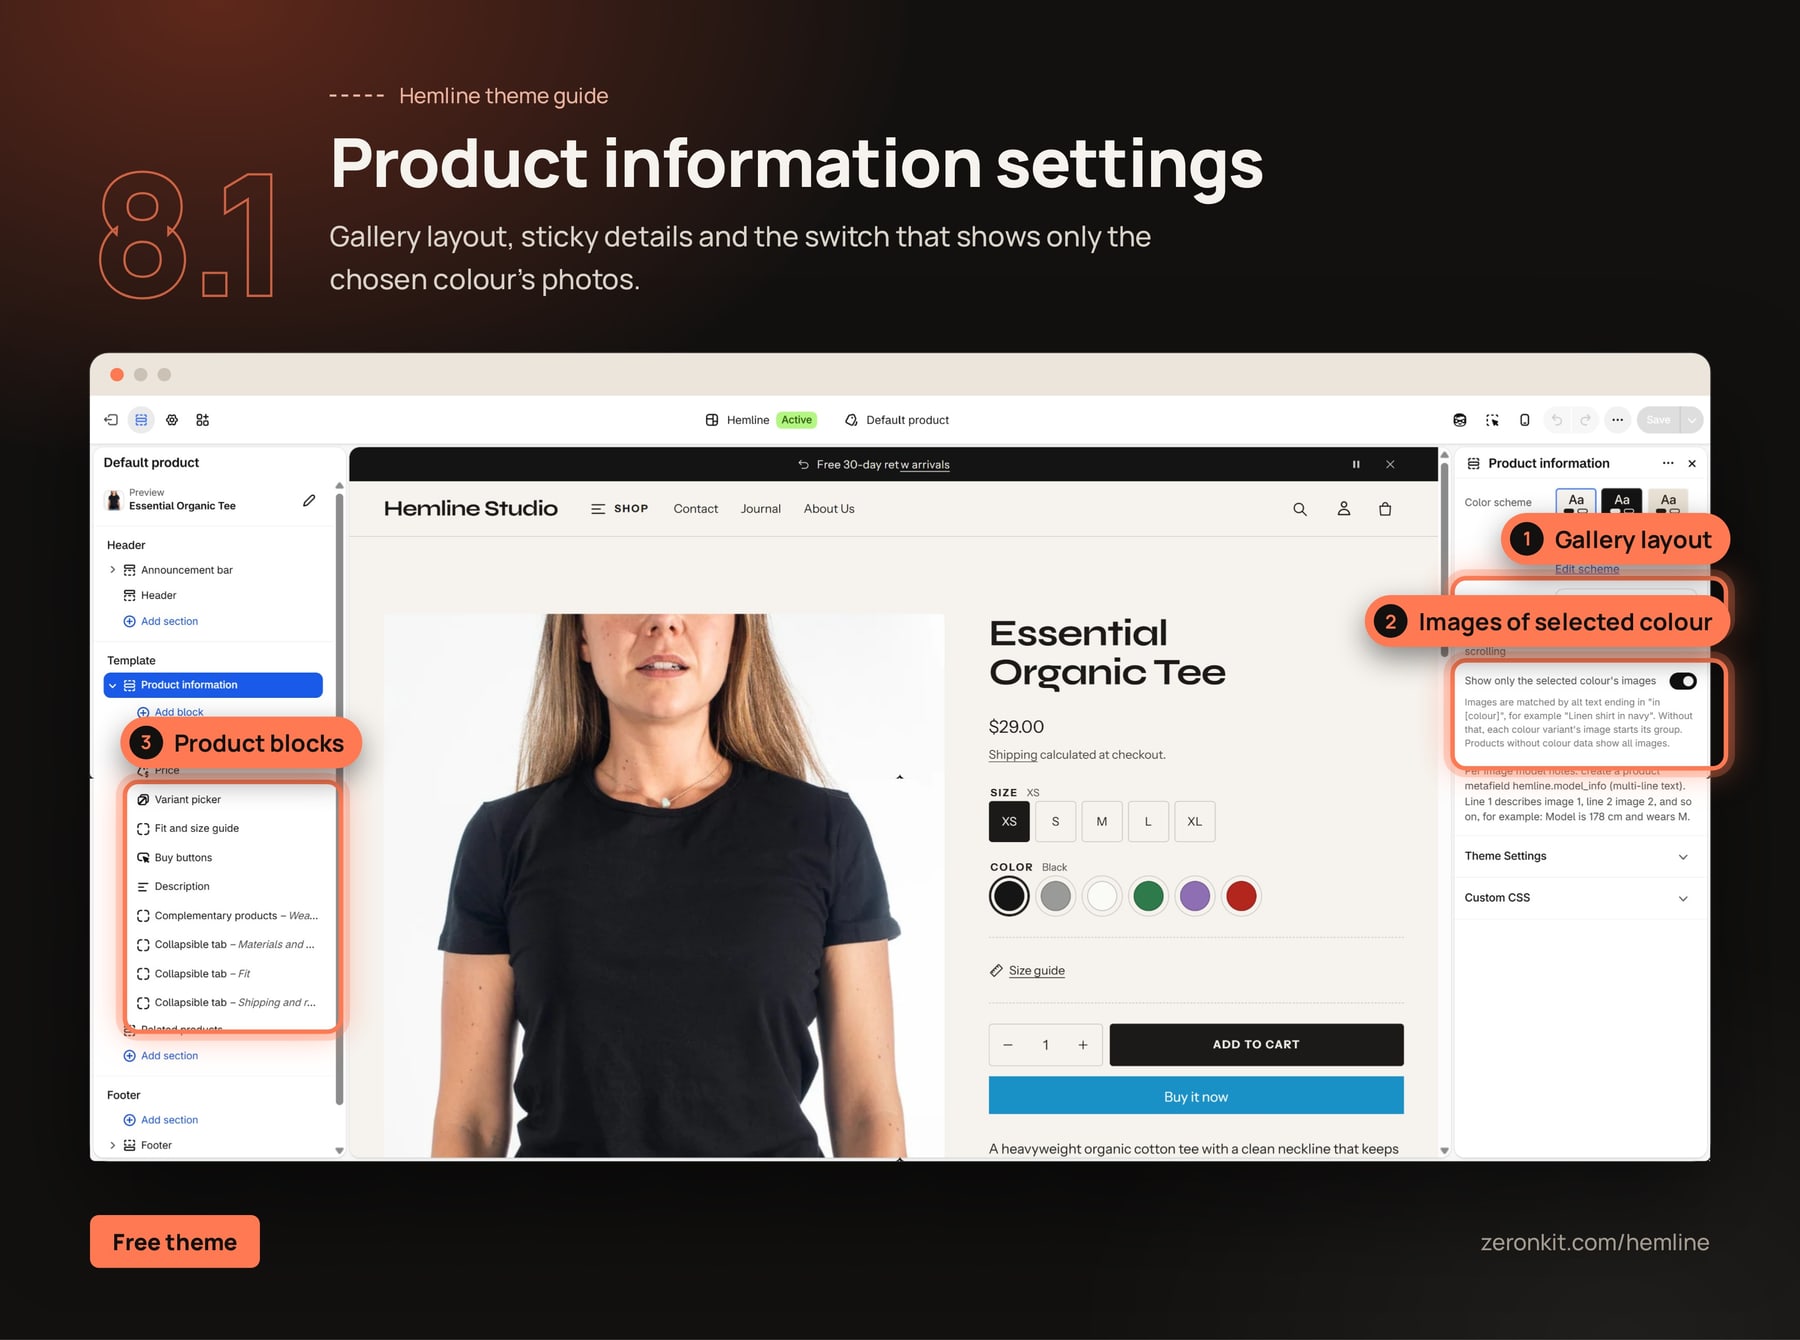 Hemline theme guide
8.1
Product information settings
Gallery layout, sticky details and the switch that shows only the
chosen colour's photos.
Hemline Active
Default product
Save
Default product
Preview
Essential Organic Tee
Header
Announcement bar
Header
Add section
Template
Product information
Add block
3 Product blocks
Price
Variant picker
Fit and size guide
Buy buttons
Description
Complementary products – Wea...
Collapsible tab – Materials and ...
Collapsible tab – Fit
Collapsible tab – Shipping and r...
Related products
Add section
Footer
Add section
Footer
Free 30-day ret w arrivals
Hemline Studio
SHOP
Contact
Journal
About Us
Essential
Organic Tee
$29.00
Shipping calculated at checkout.
SIZE XS
XS S M L XL
COLOR Black
Size guide
− 1 +
ADD TO CART
Buy it now
A heavyweight organic cotton tee with a clean neckline that keeps
Product information
Color scheme
Aa Aa Aa
1 Gallery layout
Edit scheme
2 Images of selected colour
scrolling
Show only the selected colour's images
Images are matched by alt text ending in "in
[colour]", for example "Linen shirt in navy". Without
that, each colour variant's image starts its group.
Products without colour data show all images.
Per image model notes: create a product
metafield hemline.model_info (multi-line text).
Line 1 describes image 1, line 2 image 2, and so
on, for example: Model is 178 cm and wears M.
Theme Settings
Custom CSS
Free theme
zeronkit.com/hemline